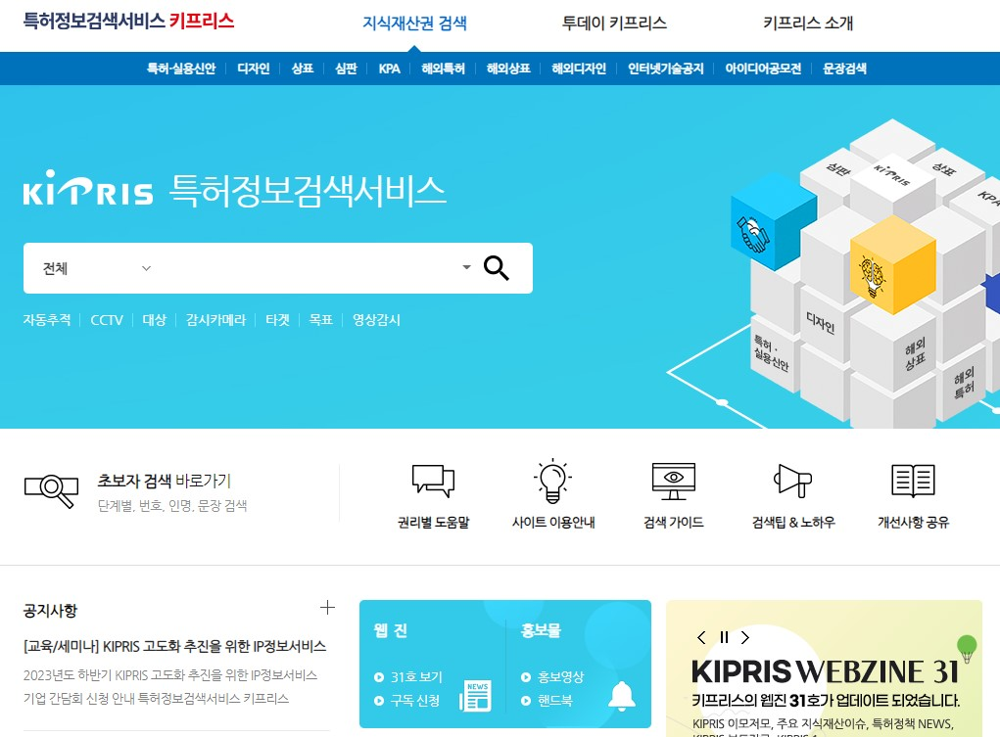 특허정보검색서비스 키프리스
지식재산권 검색 투데이 키프리스 키프리스 소개
특허·실용신안 디자인 상표 심판 KPA 해외특허 해외상표 해외디자인 인터넷기술공지 아이디어공모전 문장검색
KIPRIS 특허정보검색서비스
전체
자동추적 CCTV 대상 감시카메라 타겟 목표 영상감시
심판
KIPRIS
상표
KPA
디자인
특허·
실용신안
해외
상표
해외
특허
초보자 검색 바로가기
단계별, 번호, 인명, 문장 검색
권리별 도움말 사이트 이용안내 검색 가이드 검색팁 & 노하우 개선사항 공유
공지사항
[교육/세미나] KIPRIS 고도화 추진을 위한 IP정보서비스
2023년도 하반기 KIPRIS 고도화 추진을 위한 IP정보서비스
기업 간담회 신청 안내 특허정보검색서비스 키프리스
웹 진
31호 보기
구독 신청
NEWS
홍보물
홍보영상
핸드북
KIPRIS WEBZINE 31
키프리스의 웹진 31호가 업데이트 되었습니다.
KIPRIS 이모저모, 주요 지식재산이슈, 특허정책 NEWS,